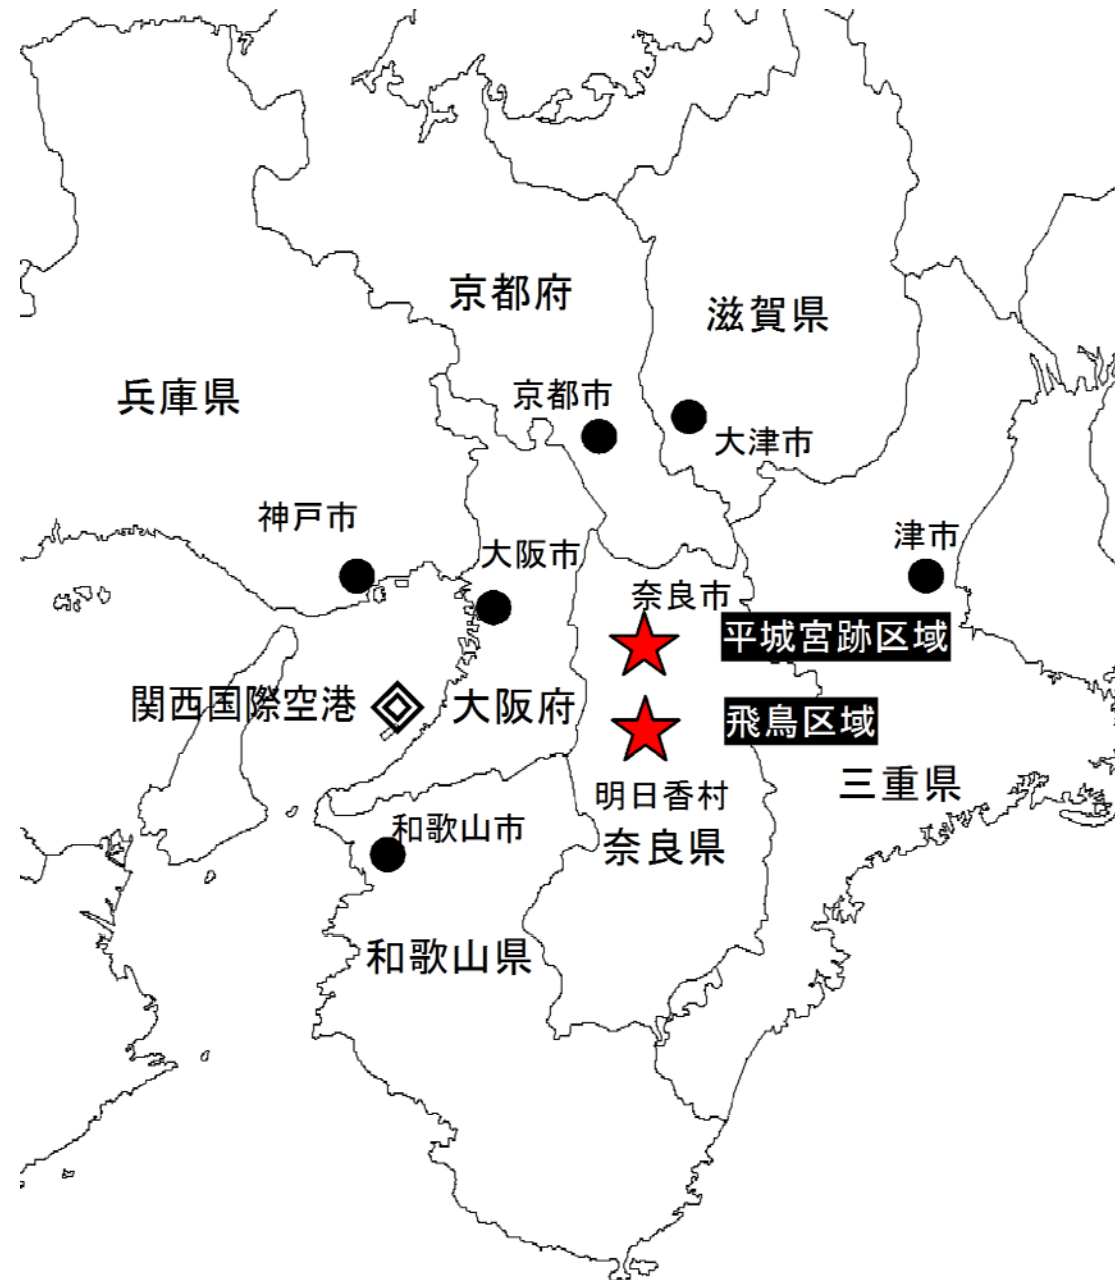 京都府
滋賀県
兵庫県
京都市
大津市
神戸市
大阪市
津市
奈良市
平城宮跡区域
関西国際空港
大阪府
飛鳥区域
三重県
明日香村
和歌山市
奈良県
和歌山県